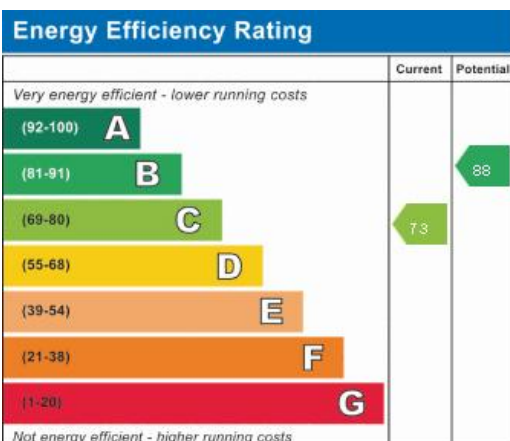 Energy Efficiency Rating
Current Potential
Very energy efficient - lower running costs
(92-100) A
(81-91) B 88
(69-80) C 73
(55-68) D
(39-54) E
(21-38) F
(1-20) G
Not energy efficient - higher running costs